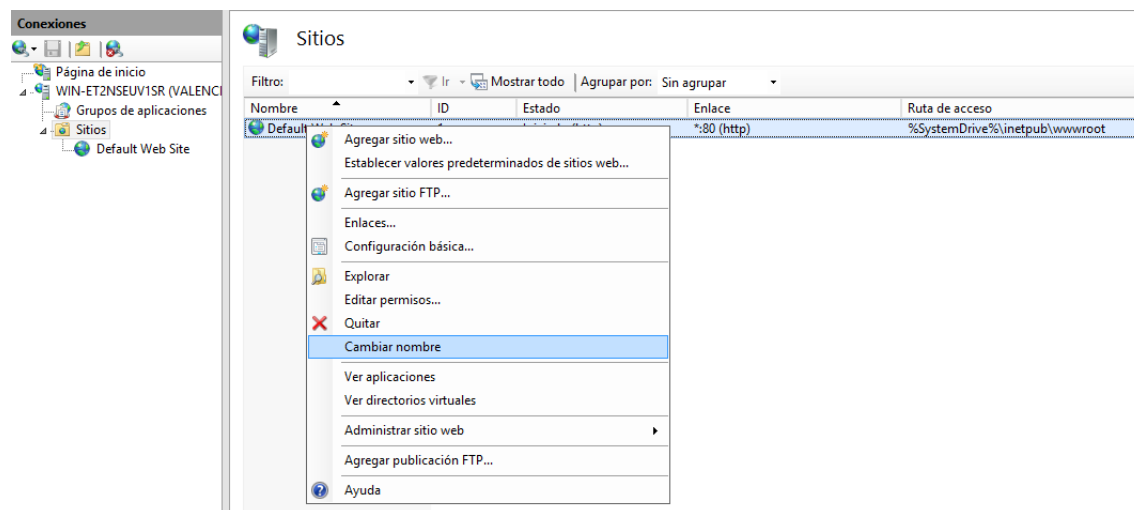 Conexiones
Página de inicio
WIN-ET2NSEUV1SR (VALENCI
Grupos de aplicaciones
Sitios
Default Web Site
Sitios
Filtro: Ir Mostrar todo Agrupar por: Sin agrupar
Nombre ID Estado Enlace Ruta de acceso
Default *:80 (http) %SystemDrive%\inetpub\wwwroot
Agregar sitio web...
Establecer valores predeterminados de sitios web...
Agregar sitio FTP...
Enlaces...
Configuración básica...
Explorar
Editar permisos...
Quitar
Cambiar nombre
Ver aplicaciones
Ver directorios virtuales
Administrar sitio web
Agregar publicación FTP...
Ayuda